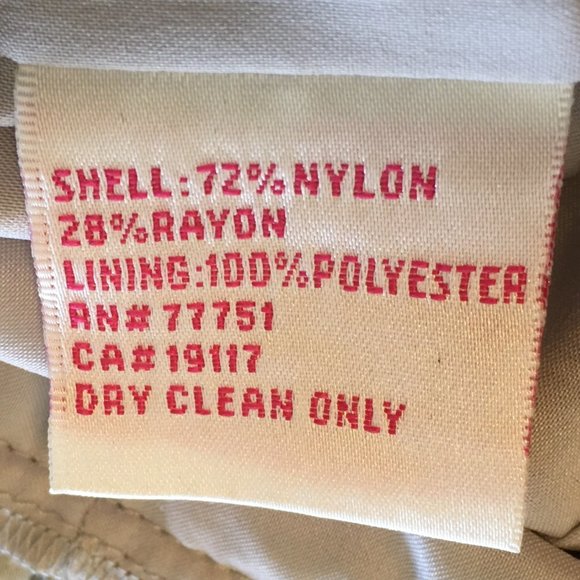 SHELL:72%NYLON
28%RAYON
LINING:100%POLYESTER
RN# 77751
CA# 19117
DRY CLEAN ONLY